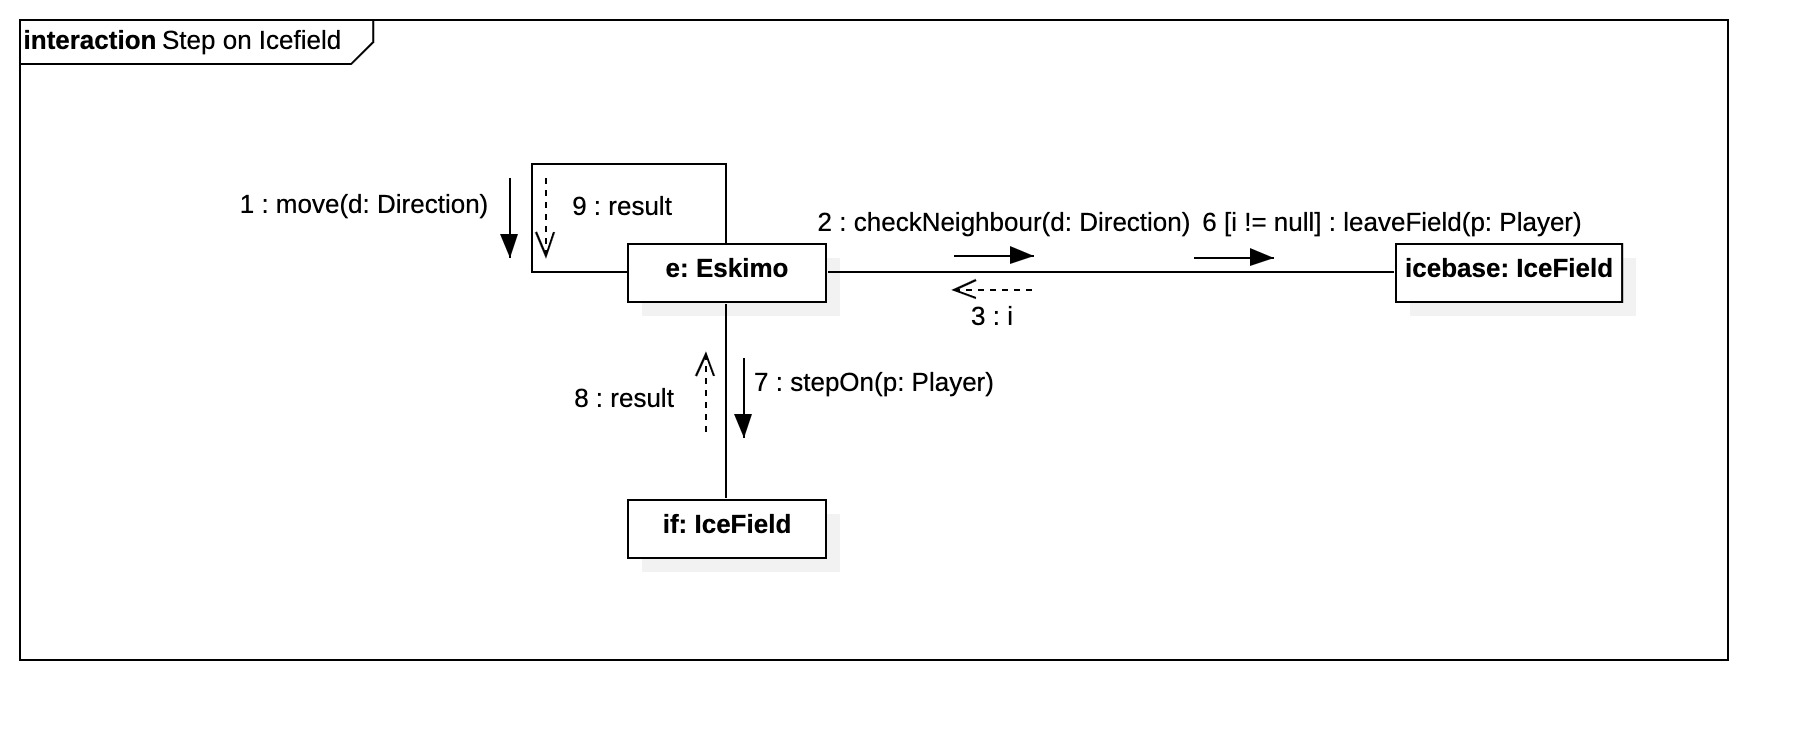 interaction Step on Icefield
1 : move(d: Direction)
9 : result
2 : checkNeighbour(d: Direction)
6 [i != null] : leaveField(p: Player)
e: Eskimo
icebase: IceField
3 : i
7 : stepOn(p: Player)
8 : result
if: IceField